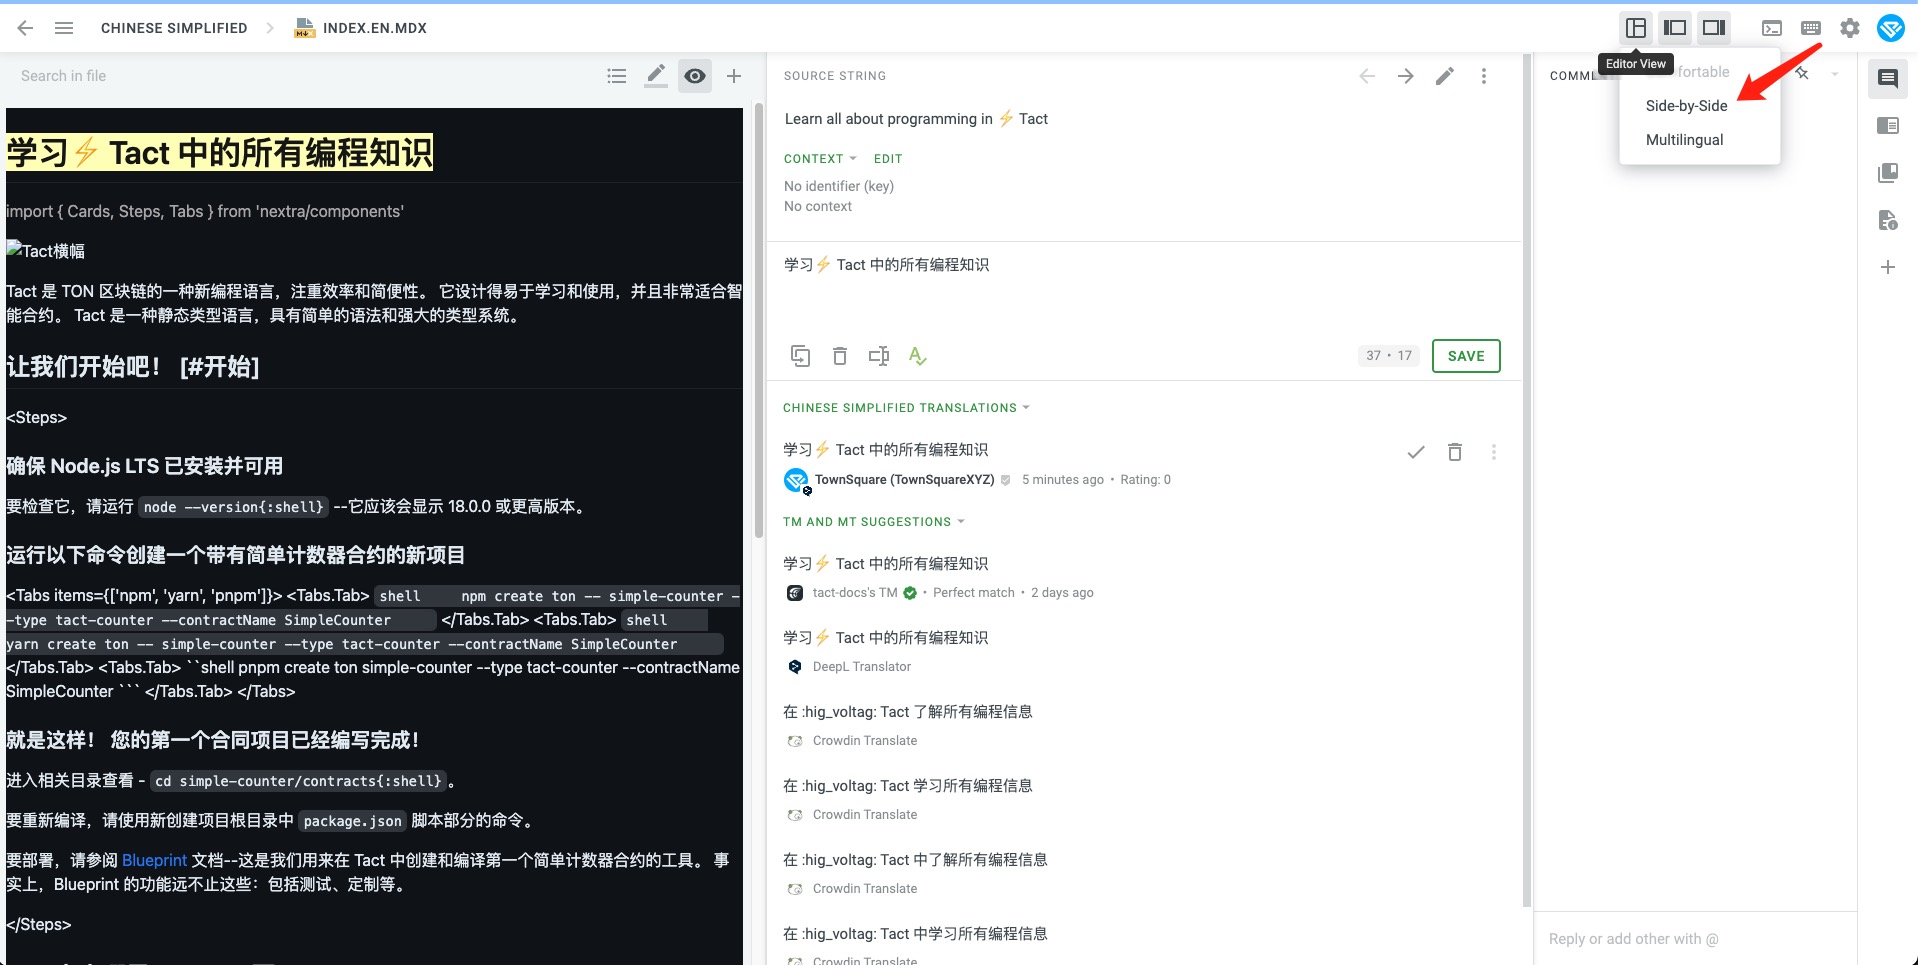 CHINESE SIMPLIFIED
INDEX.EN.MDX
Editor View
fortable
Side-by-Side
Multilingual
Search in file
学习⚡ Tact 中的所有编程知识
import { Cards, Steps, Tabs } from 'nextra/components'
Tact横幅
Tact 是 TON 区块链的一种新编程语言，注重效率和简便性。 它设计得易于学习和使用，并且非常适合智
能合约。 Tact 是一种静态类型语言，具有简单的语法和强大的类型系统。
让我们开始吧！ [#开始]
<Steps>
确保 Node.js LTS 已安装并可用
要检查它，请运行 node --version{:shell} --它应该会显示 18.0.0 或更高版本。
运行以下命令创建一个带有简单计数器合约的新项目
<Tabs items={['npm', 'yarn', 'pnpm']}> <Tabs.Tab> shell npm create ton -- simple-counter -
-type tact-counter --contractName SimpleCounter </Tabs.Tab> <Tabs.Tab> shell
yarn create ton -- simple-counter --type tact-counter --contractName SimpleCounter
</Tabs.Tab> <Tabs.Tab> ``shell pnpm create ton simple-counter --type tact-counter --contractName
SimpleCounter ``` </Tabs.Tab> </Tabs>
就是这样！ 您的第一个合同项目已经编写完成！
进入相关目录查看 - cd simple-counter/contracts{:shell}。
要重新编译，请使用新创建项目根目录中 package.json 脚本部分的命令。
要部署，请参阅 Blueprint 文档--这是我们用来在 Tact 中创建和编译第一个简单计数器合约的工具。 事
实上，Blueprint 的功能远不止这些：包括测试、定制等。
</Steps>
SOURCE STRING
Learn all about programming in ⚡ Tact
CONTEXT EDIT
No identifier (key)
No context
学习⚡ Tact 中的所有编程知识
37 • 17
SAVE
CHINESE SIMPLIFIED TRANSLATIONS
学习⚡ Tact 中的所有编程知识
TownSquare (TownSquareXYZ) 5 minutes ago • Rating: 0
TM AND MT SUGGESTIONS
学习⚡ Tact 中的所有编程知识
tact-docs's TM • Perfect match • 2 days ago
学习⚡ Tact 中的所有编程知识
DeepL Translator
在 :hig_voltag: Tact 了解所有编程信息
Crowdin Translate
在 :hig_voltag: Tact 学习所有编程信息
Crowdin Translate
在 :hig_voltag: Tact 中了解所有编程信息
Crowdin Translate
在 :hig_voltag: Tact 中学习所有编程信息
Crowdin Translate
COMME
Reply or add other with @